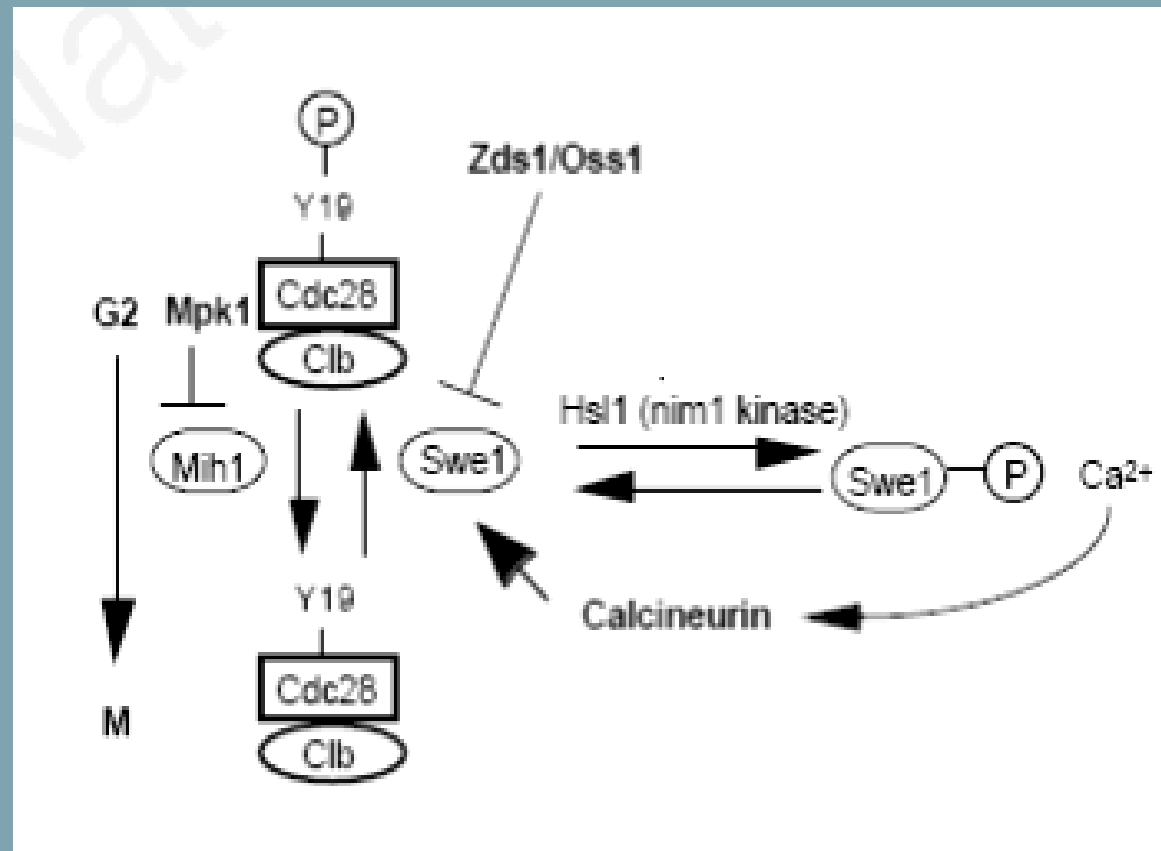 P
Zds1/Oss1
Y19
Cdc28
G2 Mpk1
Clb
Hsl1 (nim1 kinase)
Mih1
Swe1
Swe1
P
Ca²⁺
Y19
Calcineurin
Cdc28
M
Clb